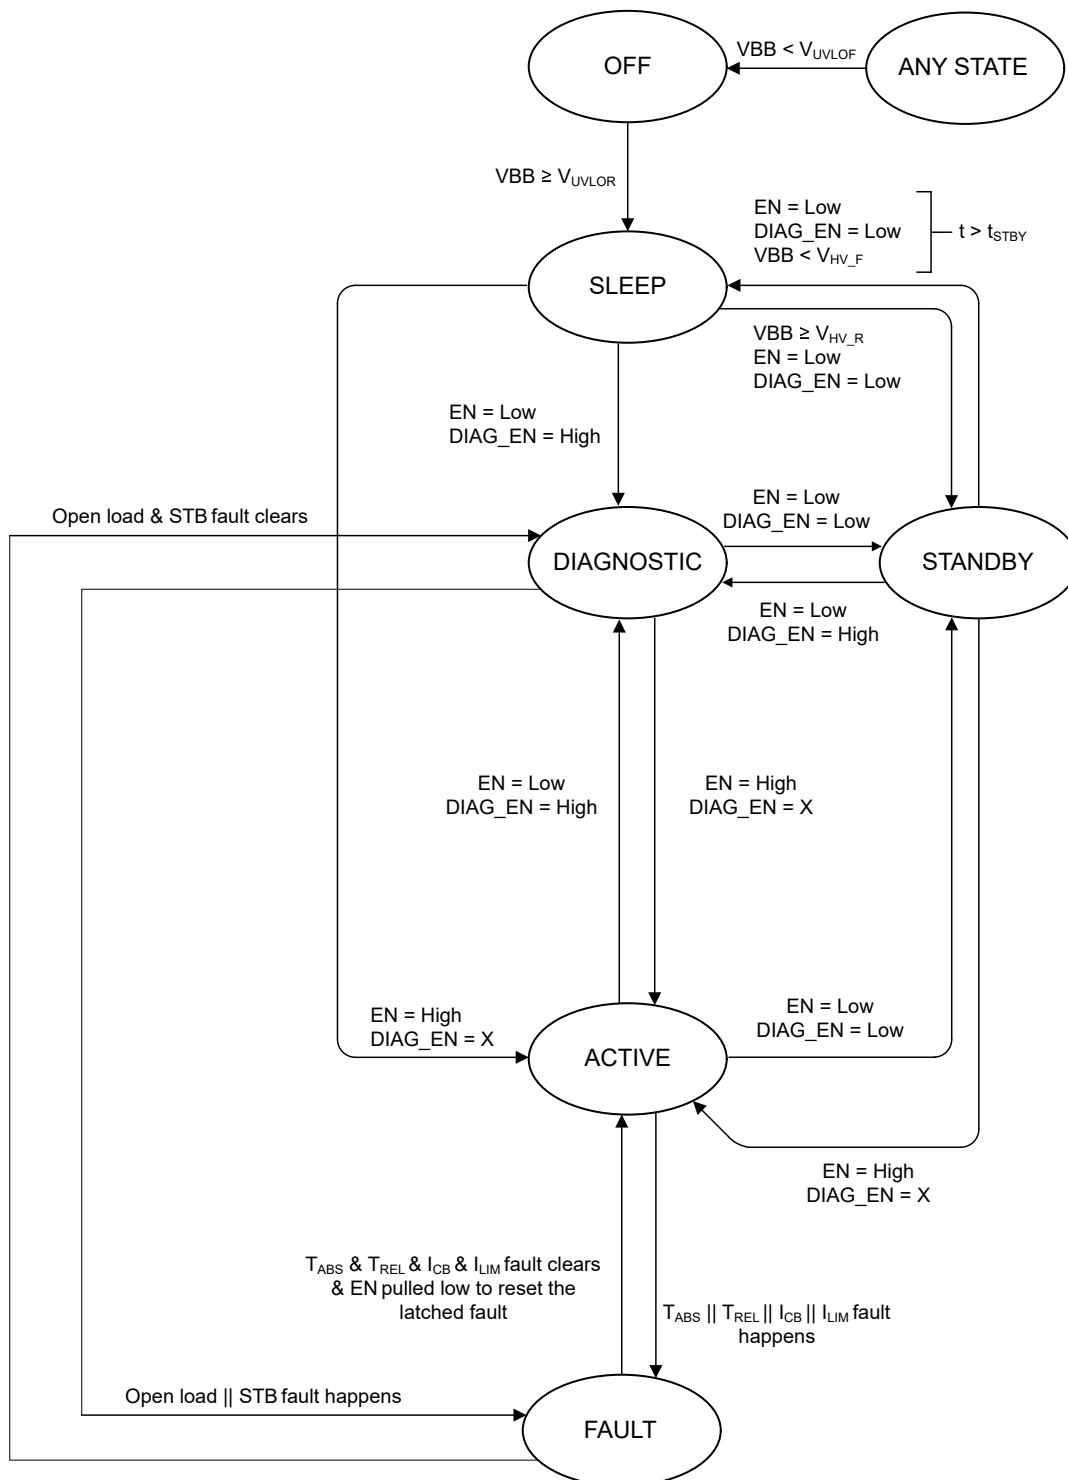 OFF
VBB < VUVLOF
ANY STATE
VBB ≥ VUVLOR
EN = Low
DIAG_EN = Low
VBB < VHV_F
t > tSTBY
SLEEP
VBB ≥ VHV_R
EN = Low
DIAG_EN = Low
EN = Low
DIAG_EN = High
Open load & STB fault clears
EN = Low
DIAG_EN = Low
DIAGNOSTIC
STANDBY
EN = Low
DIAG_EN = High
EN = Low
DIAG_EN = High
EN = High
DIAG_EN = X
EN = High
DIAG_EN = X
EN = Low
DIAG_EN = Low
ACTIVE
EN = High
DIAG_EN = X
TABS & TREL & ICB & ILIM fault clears
& EN pulled low to reset the
latched fault
TABS || TREL || ICB || ILIM fault
happens
Open load || STB fault happens
FAULT